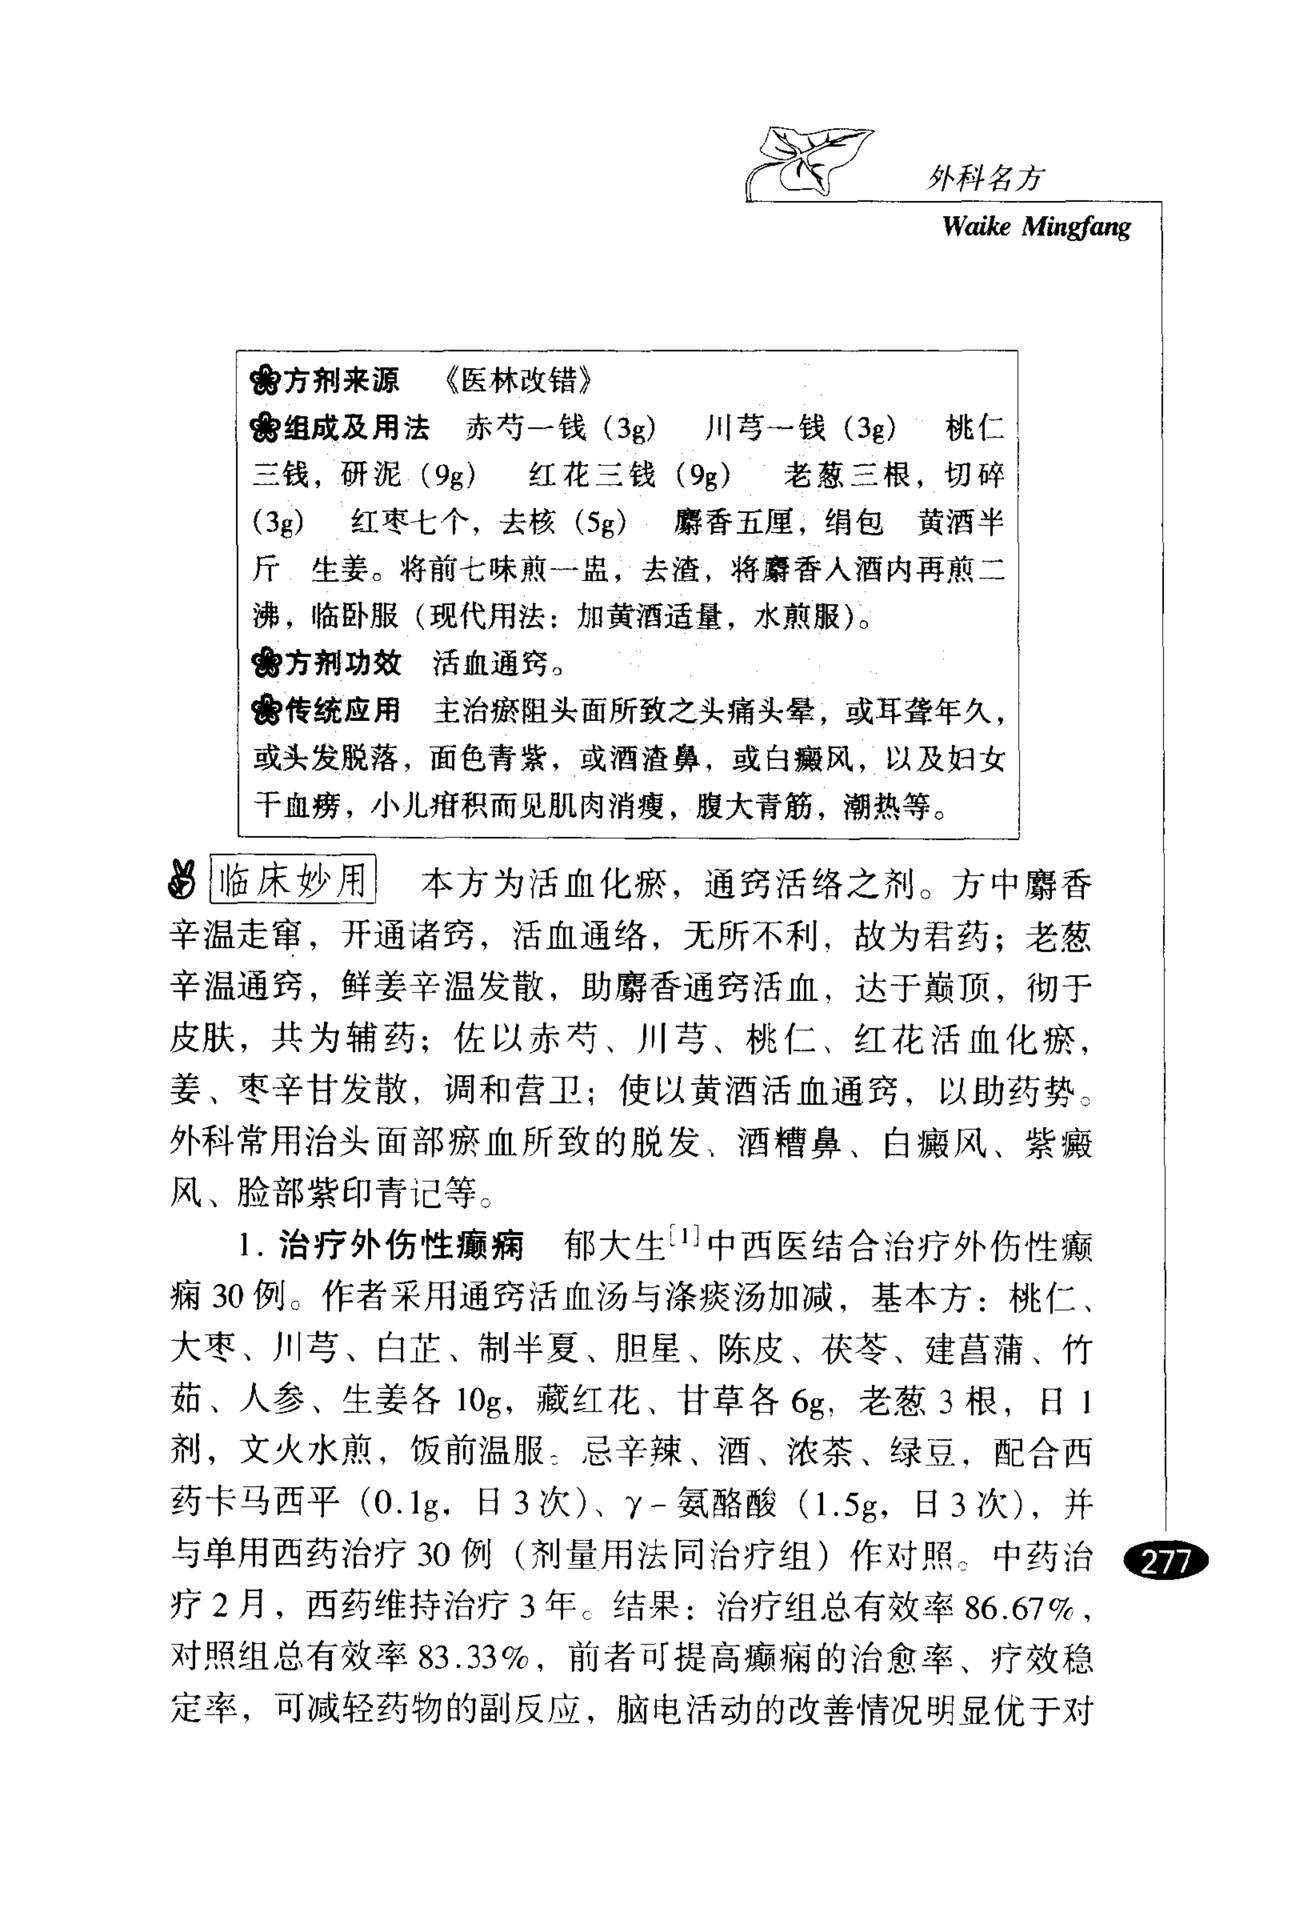 外科名方
Waike Mingfang
方剂来源 《医林改错》
组成及用法 赤芍一钱（3g） 川芎一钱（3g） 桃仁
三钱，研泥（9g） 红花三钱（9g） 老葱三根，切碎
（3g） 红枣七个，去核（5g） 麝香五厘，绢包 黄酒半
斤 生姜。将前七味煎一盅，去渣，将麝香入酒内再煎二
沸，临卧服（现代用法：加黄酒适量，水煎服）。
方剂功效 活血通窍。
传统应用 主治瘀阻头面所致之头痛头晕，或耳聋年久，
或头发脱落，面色青紫，或酒渣鼻，或白癜风，以及妇女
干血痨，小儿疳积而见肌肉消瘦，腹大青筋，潮热等。
临床妙用 本方为活血化瘀，通窍活络之剂。方中麝香
辛温走窜，开通诸窍，活血通络，无所不利，故为君药；老葱
辛温通窍，鲜姜辛温发散，助麝香通窍活血，达于巅顶，彻于
皮肤，共为辅药；佐以赤芍、川芎、桃仁、红花活血化瘀，
姜、枣辛甘发散，调和营卫；使以黄酒活血通窍，以助药势。
外科常用治头面部瘀血所致的脱发、酒糟鼻、白癜风、紫癜
风、脸部紫印青记等。
1. 治疗外伤性癫痫 郁大生[1]中西医结合治疗外伤性癫
痫 30 例。作者采用通窍活血汤与涤痰汤加减，基本方：桃仁、
大枣、川芎、白芷、制半夏、胆星、陈皮、茯苓、建菖蒲、竹
茹、人参、生姜各 10g，藏红花、甘草各 6g，老葱 3 根，日 1
剂，文火水煎，饭前温服。忌辛辣、酒、浓茶、绿豆，配合西
药卡马西平（0.1g，日 3 次）、γ－氨酪酸（1.5g，日 3 次），并
与单用西药治疗 30 例（剂量用法同治疗组）作对照。中药治
疗 2 月，西药维持治疗 3 年。结果：治疗组总有效率 86.67%，
对照组总有效率 83.33%，前者可提高癫痫的治愈率、疗效稳
定率，可减轻药物的副反应，脑电活动的改善情况明显优于对
277